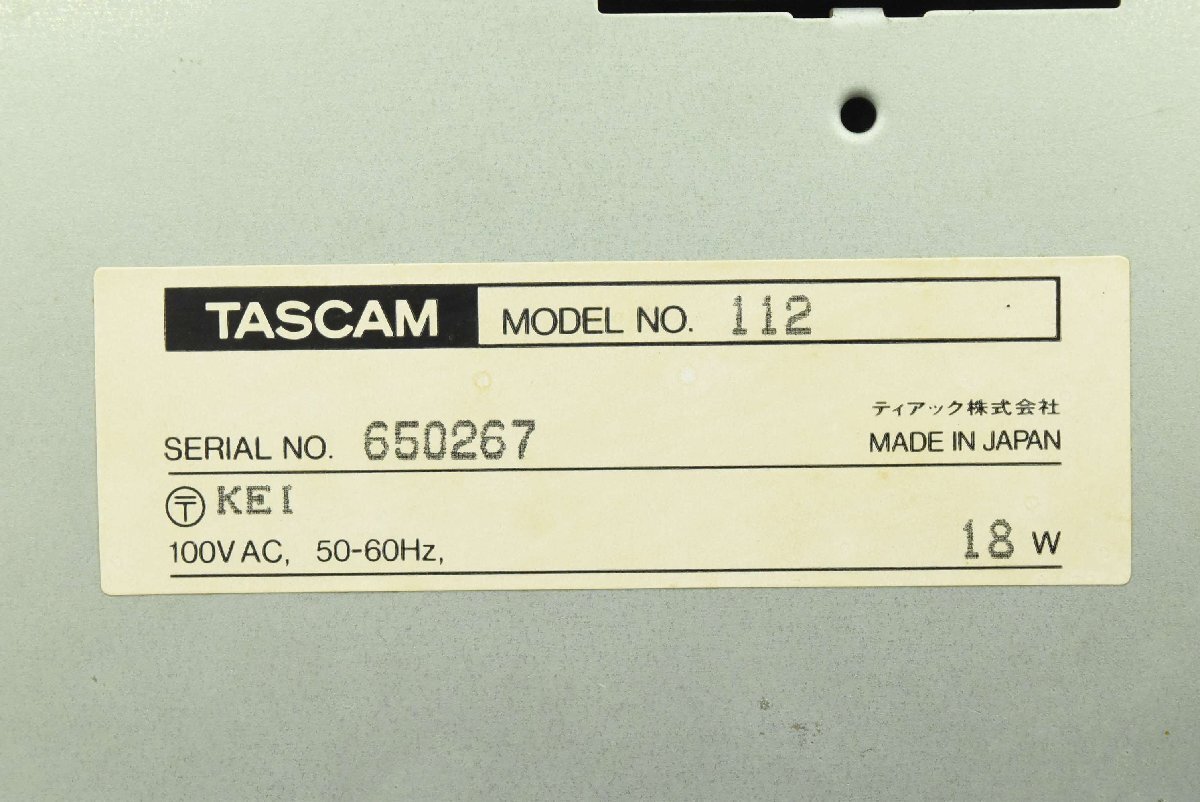 TASCAM MODEL NO. 112
ティアック株式会社
SERIAL NO. 650267 MADE IN JAPAN
〶 KEI
100V AC, 50-60Hz, 18 W